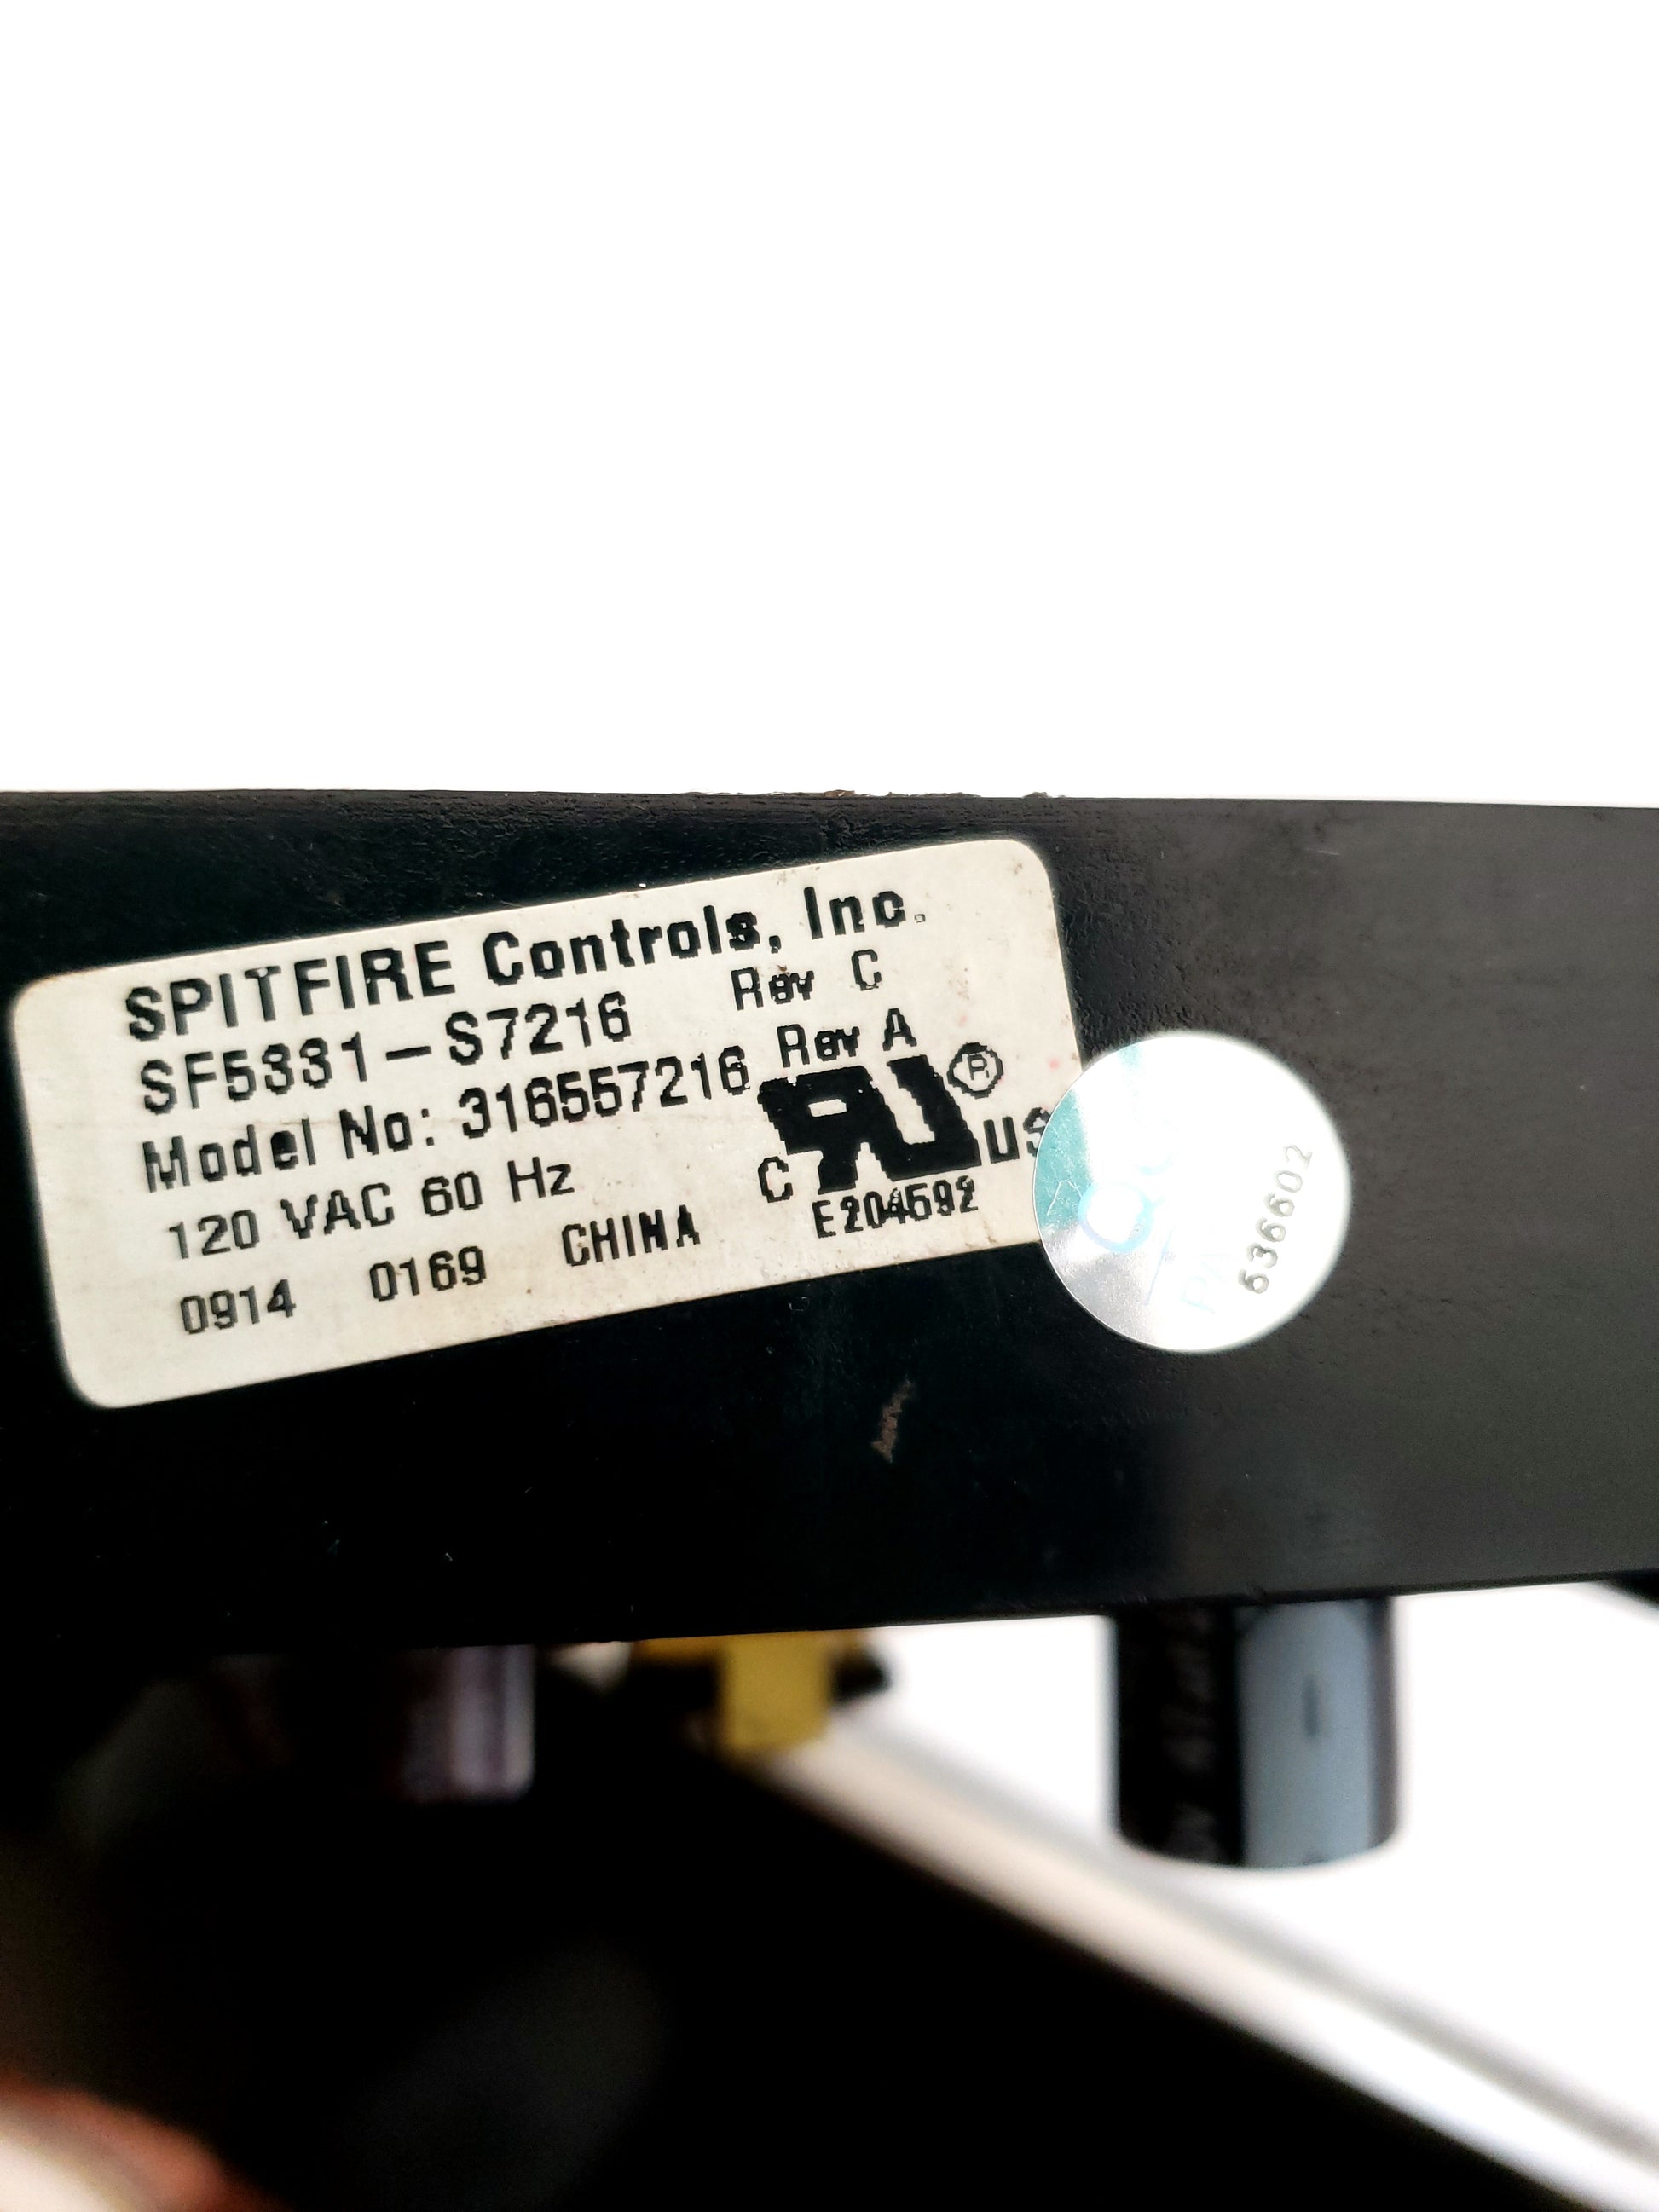 SPITFIRE Controls, Inc.
SF5331-S7216 Rev C
Model No: 316557216 Rev A
120 VAC 60 Hz
C RU ® US
E204592
0914 0169 CHINA
636602